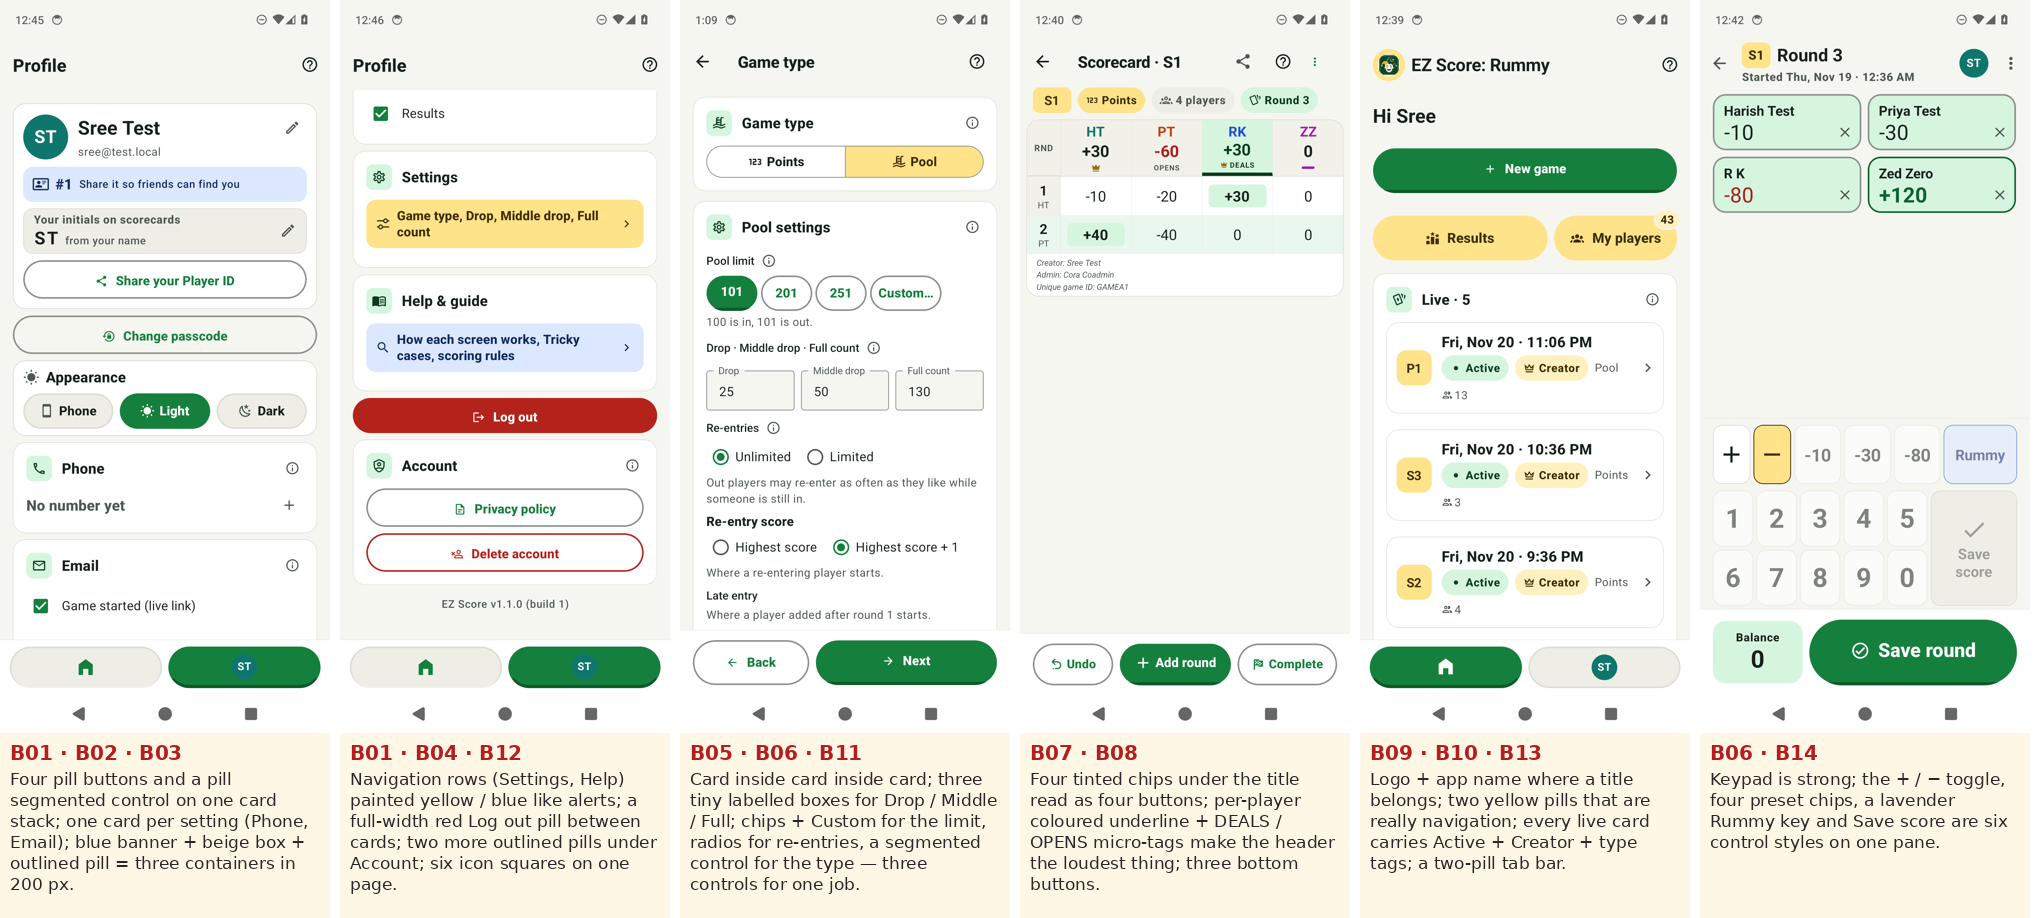 12:45
Profile
ST
Sree Test
sree@test.local
#1 Share it so friends can find you
Your initials on scorecards
ST from your name
Share your Player ID
Change passcode
Appearance
Phone
Light
Dark
Phone
No number yet
Email
Game started (live link)
ST
B01 · B02 · B03
Four pill buttons and a pill
segmented control on one card
stack; one card per setting (Phone,
Email); blue banner + beige box +
outlined pill = three containers in
200 px.
12:46
Profile
Results
Settings
Game type, Drop, Middle drop, Full
count
Help & guide
How each screen works, Tricky
cases, scoring rules
Log out
Account
Privacy policy
Delete account
EZ Score v1.1.0 (build 1)
ST
B01 · B04 · B12
Navigation rows (Settings, Help)
painted yellow / blue like alerts; a
full-width red Log out pill between
cards; two more outlined pills under
Account; six icon squares on one
page.
1:09
Game type
Game type
123 Points
Pool
Pool settings
Pool limit
101
201
251
Custom...
100 is in, 101 is out.
Drop · Middle drop · Full count
Drop
25
Middle drop
50
Full count
130
Re-entries
Unlimited
Limited
Out players may re-enter as often as they like while
someone is still in.
Re-entry score
Highest score
Highest score + 1
Where a re-entering player starts.
Late entry
Where a player added after round 1 starts.
Back
Next
B05 · B06 · B11
Card inside card inside card; three
tiny labelled boxes for Drop / Middle
/ Full; chips + Custom for the limit,
radios for re-entries, a segmented
control for the type — three
controls for one job.
12:40
Scorecard · S1
S1
123 Points
4 players
Round 3
RND
HT
+30
PT
-60
OPENS
RK
+30
DEALS
ZZ
0
1
HT
-10
-20
+30
0
2
PT
+40
-40
0
0
Creator: Sree Test
Admin: Cora Coadmin
Unique game ID: GAMEA1
Undo
+ Add round
Complete
B07 · B08
Four tinted chips under the title
read as four buttons; per-player
coloured underline + DEALS /
OPENS micro-tags make the header
the loudest thing; three bottom
buttons.
12:39
EZ Score: Rummy
Hi Sree
+ New game
Results
My players
43
Live · 5
P1
Fri, Nov 20 · 11:06 PM
• Active
Creator
Pool
13
S3
Fri, Nov 20 · 10:36 PM
• Active
Creator
Points
3
S2
Fri, Nov 20 · 9:36 PM
• Active
Creator
Points
4
ST
B09 · B10 · B13
Logo + app name where a title
belongs; two yellow pills that are
really navigation; every live card
carries Active + Creator + type
tags; a two-pill tab bar.
12:42
S1 Round 3
Started Thu, Nov 19 · 12:36 AM
ST
Harish Test
-10
Priya Test
-30
R K
-80
Zed Zero
+120
+
−
-10
-30
-80
Rummy
1 2 3 4 5
Save
score
6 7 8 9 0
Balance
0
Save round
B06 · B14
Keypad is strong; the + / − toggle,
four preset chips, a lavender
Rummy key and Save score are six
control styles on one pane.